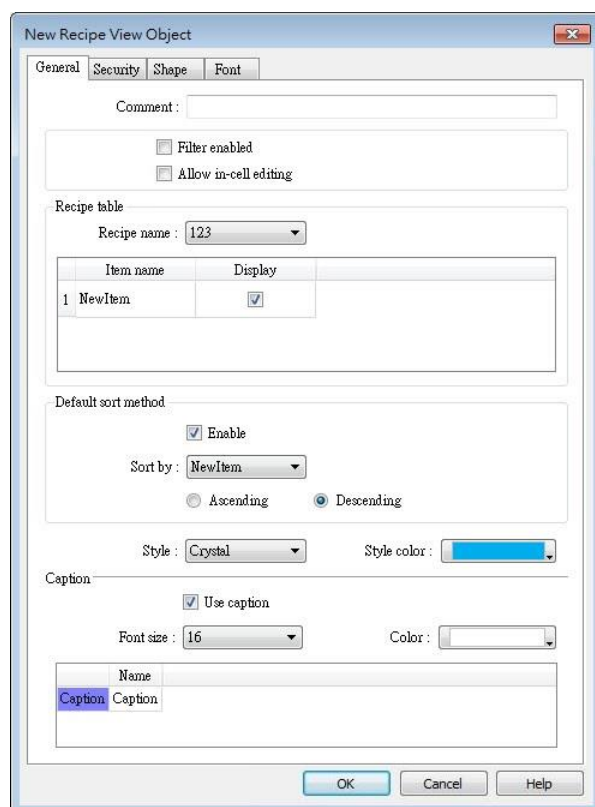 New Recipe View Object
General Security Shape Font
Comment :
Filter enabled
Allow in-cell editing
Recipe table
Recipe name : 123
Item name Display
1 NewItem
Default sort method
Enable
Sort by : NewItem
Ascending Descending
Style : Crystal Style color :
Caption
Use caption
Font size : 16 Color :
Name
Caption Caption
OK Cancel Help